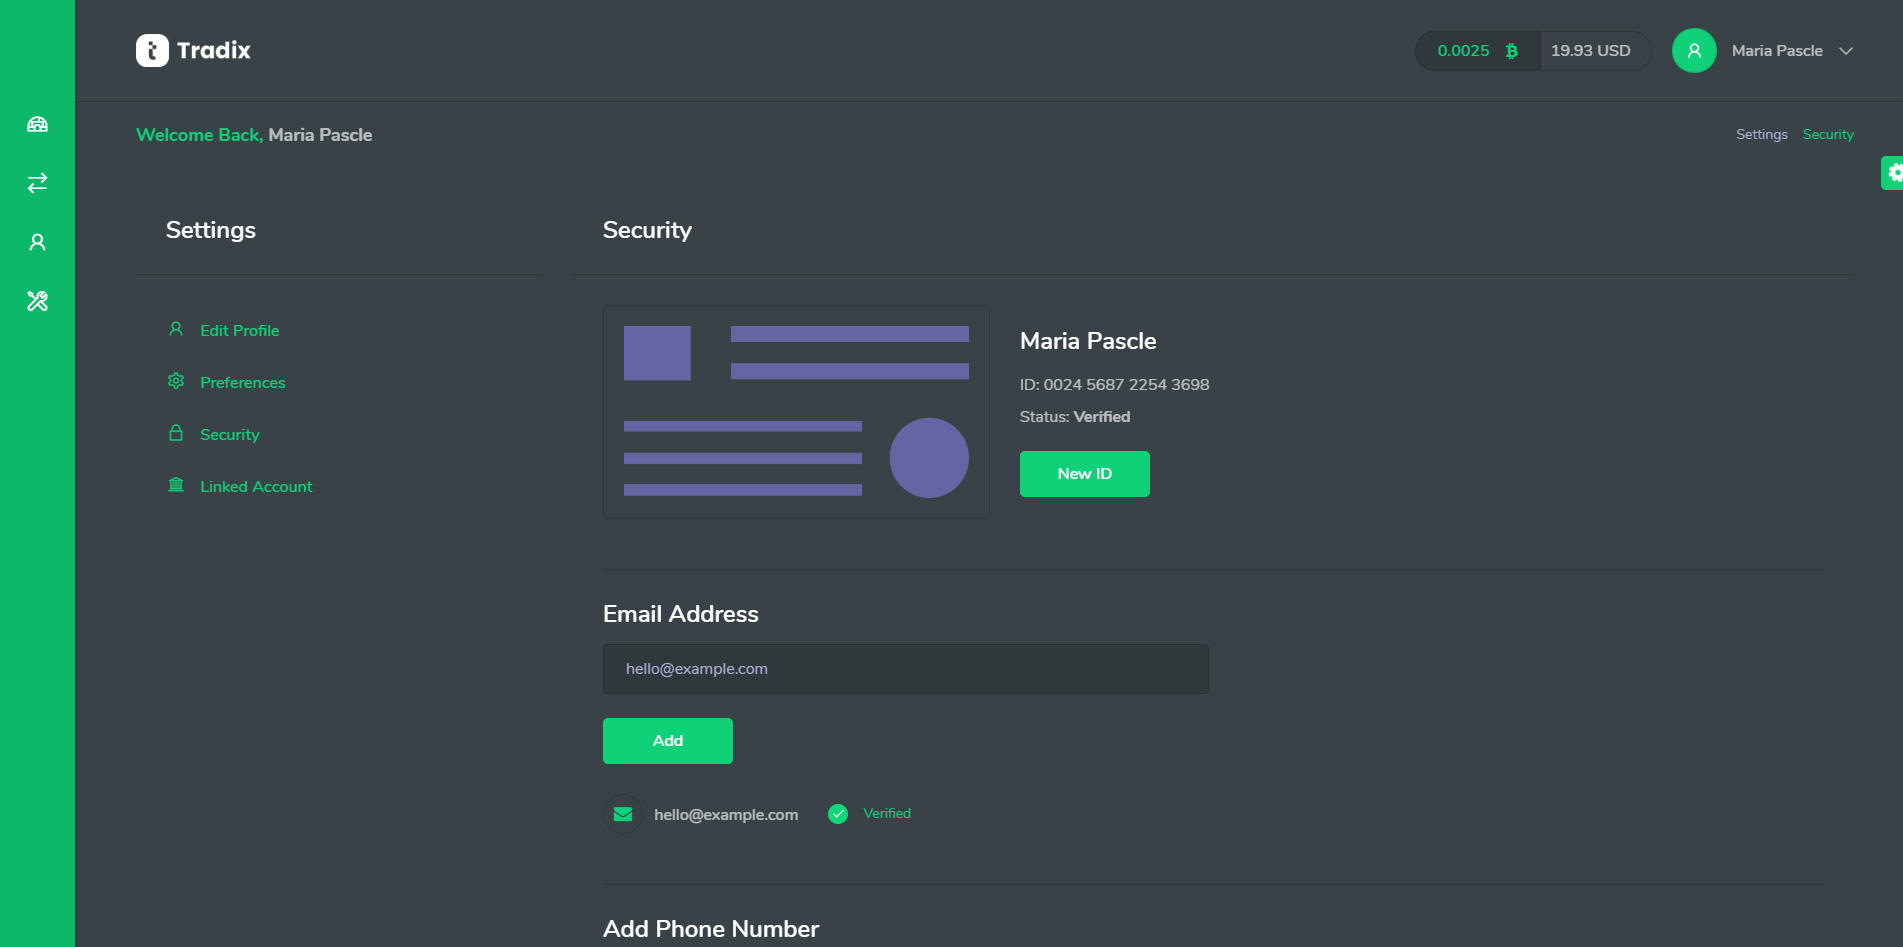 Tradix
0.0025 19.93 USD
Maria Pascle
Welcome Back, Maria Pascle
Settings Security
Settings
Edit Profile
Preferences
Security
Linked Account
Security
Maria Pascle
ID: 0024 5687 2254 3698
Status: Verified
New ID
Email Address
hello@example.com
Add
hello@example.com Verified
Add Phone Number